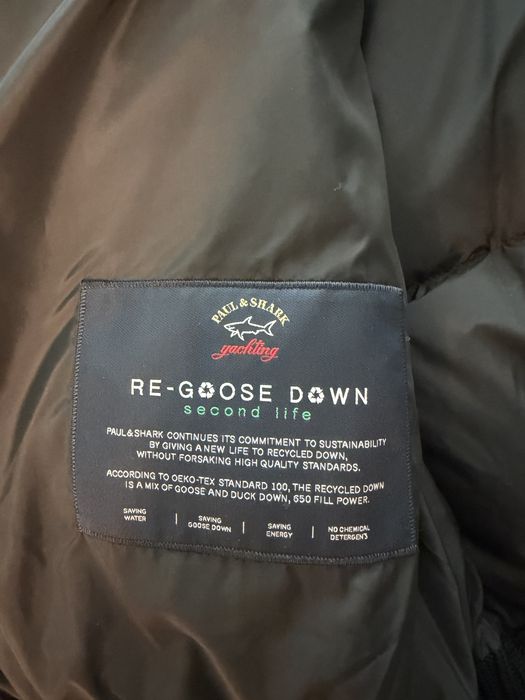 PAUL & SHARK
yachting
RE-GOOSE DOWN
second life
PAUL&SHARK CONTINUES ITS COMMITMENT TO SUSTAINABILITY
BY GIVING A NEW LIFE TO RECYCLED DOWN,
WITHOUT FORSAKING HIGH QUALITY STANDARDS.
ACCORDING TO OEKO-TEX STANDARD 100, THE RECYCLED DOWN
IS A MIX OF GOOSE AND DUCK DOWN, 650 FILL POWER.
SAVING
WATER
SAVING
GOOSE DOWN
SAVING
ENERGY
NO CHEMICAL
DETERGENS